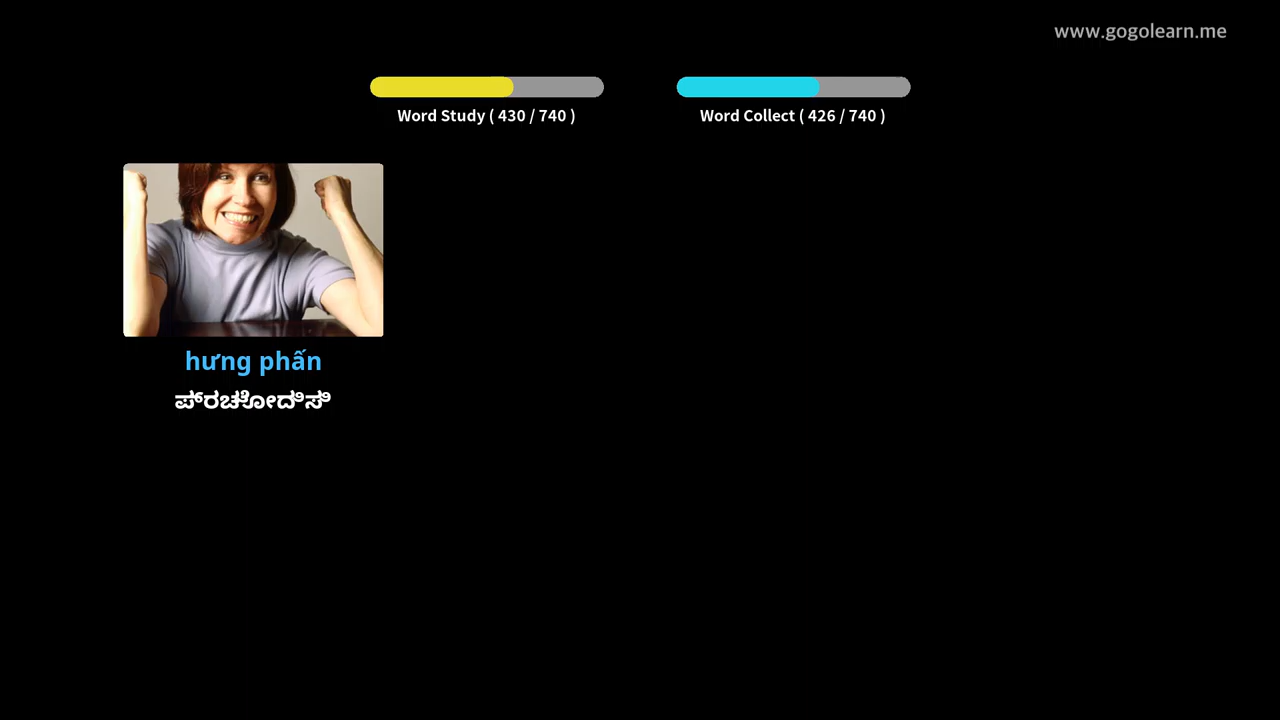 www.gogolearn.me
Word Study ( 430 / 740 )
Word Collect ( 426 / 740 )
hưng phấn
ಪ್ರಚೋದಿಸಿ